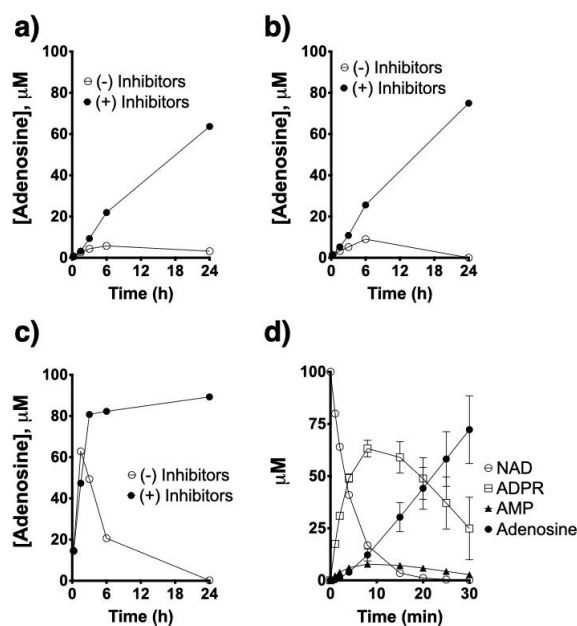 a)
[Adenosine], μM
100
80
60
40
20
0
(-) Inhibitors
(+) Inhibitors
0 6 12 18 24
Time (h)
b)
[Adenosine], μM
100
80
60
40
20
0
(-) Inhibitors
(+) Inhibitors
0 6 12 18 24
Time (h)
c)
[Adenosine], μM
100
80
60
40
20
0
(-) Inhibitors
(+) Inhibitors
0 6 12 18 24
Time (h)
d)
μM
100
75
50
25
0
NAD
ADPR
AMP
Adenosine
0 10 20 30
Time (min)